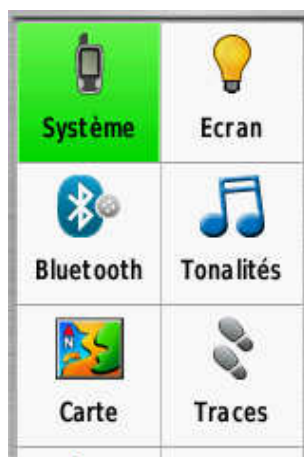 Système
Ecran
Bluetooth
Tonalités
N
Carte
Traces